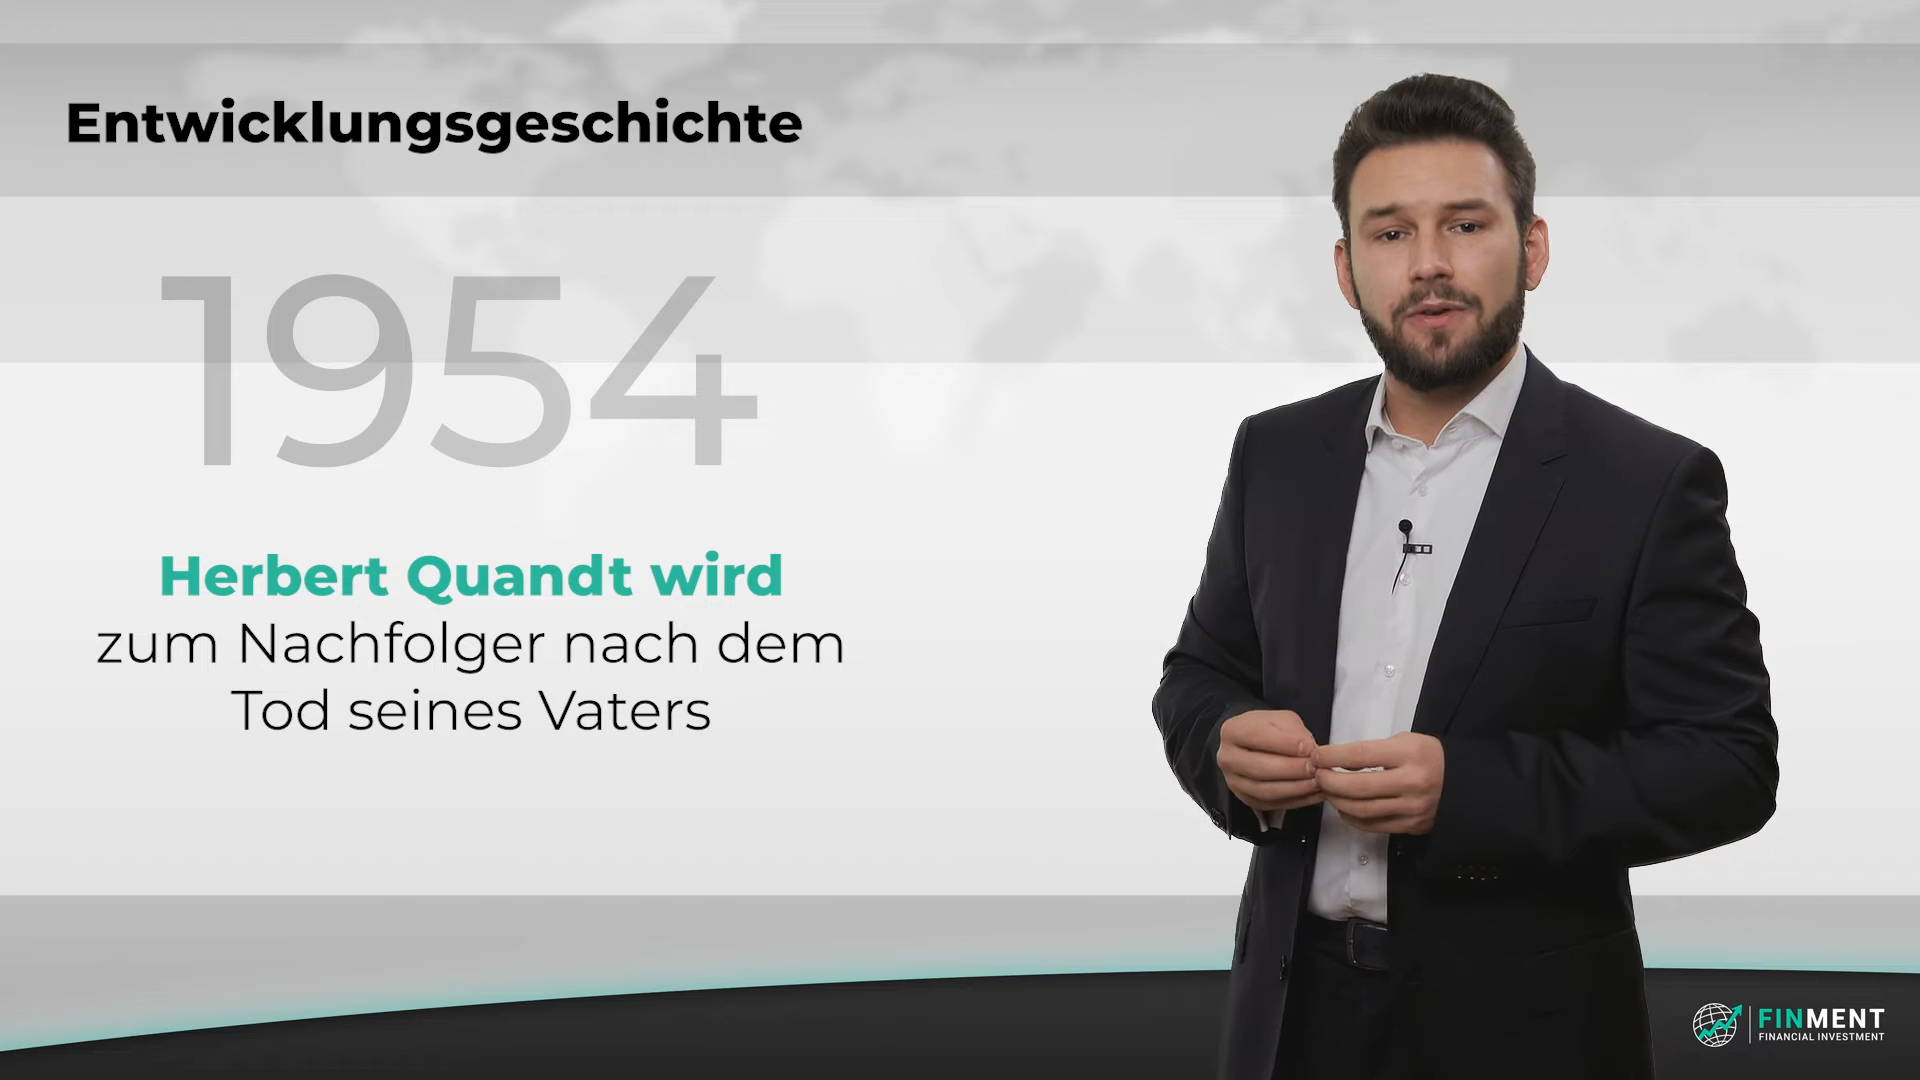 Entwicklungsgeschichte
1954
Herbert Quandt wird
zum Nachfolger nach dem
Tod seines Vaters
FINMENT
FINANCIAL INVESTMENT